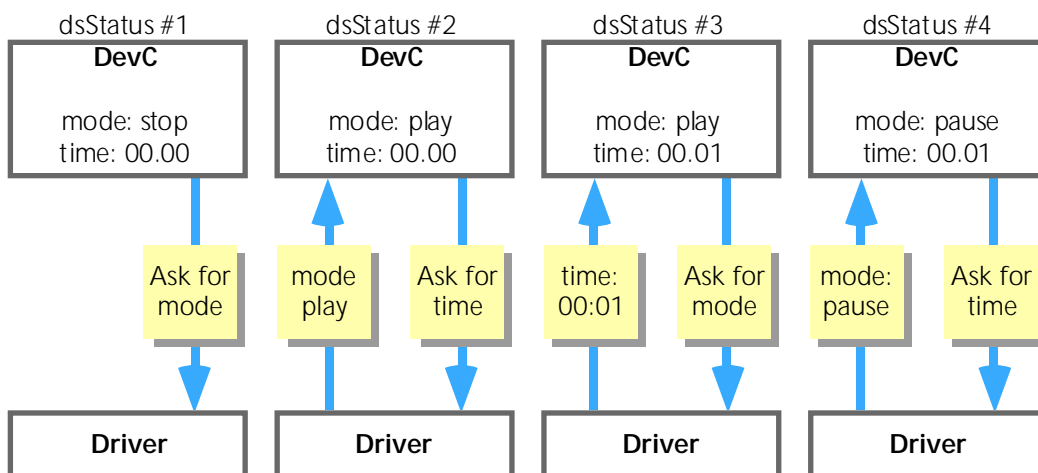 dsStatus #1
DevC
mode: stop
time: 00.00
Ask for
mode
Driver
dsStatus #2
DevC
mode: play
time: 00.00
mode
play
Ask for
time
Driver
dsStatus #3
DevC
mode: play
time: 00.01
time:
00:01
Ask for
mode
Driver
dsStatus #4
DevC
mode: pause
time: 00.01
mode:
pause
Ask for
time
Driver